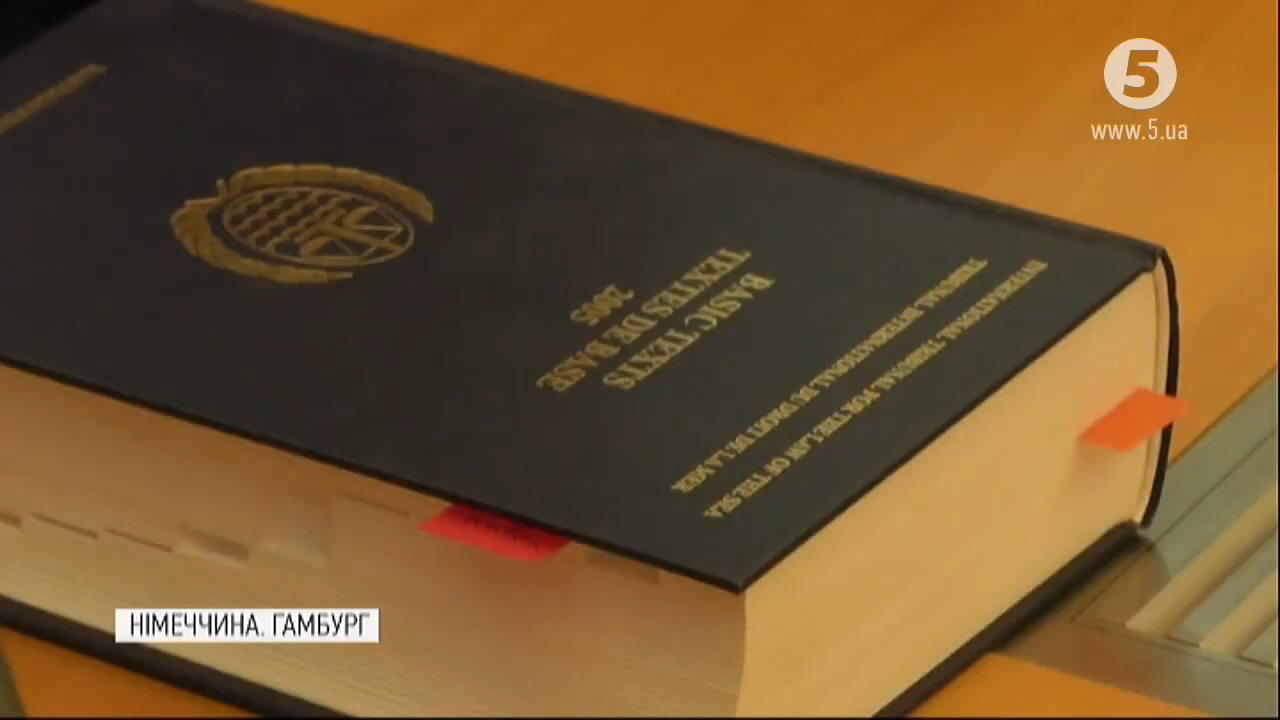 5
www.5.ua
INTERNATIONAL TRIBUNAL FOR THE LAW OF THE SEA
TRIBUNAL INTERNATIONAL DU DROIT DE LA MER
BASIC TEXTS
TEXTES DE BASE
2005
НІМЕЧЧИНА. ГАМБУРГ